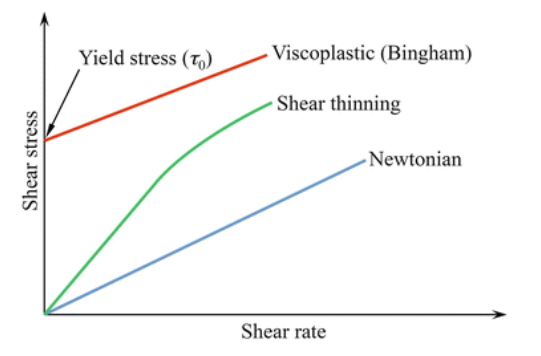 Yield stress (τ₀)
Viscoplastic (Bingham)
Shear thinning
Newtonian
Shear stress
Shear rate